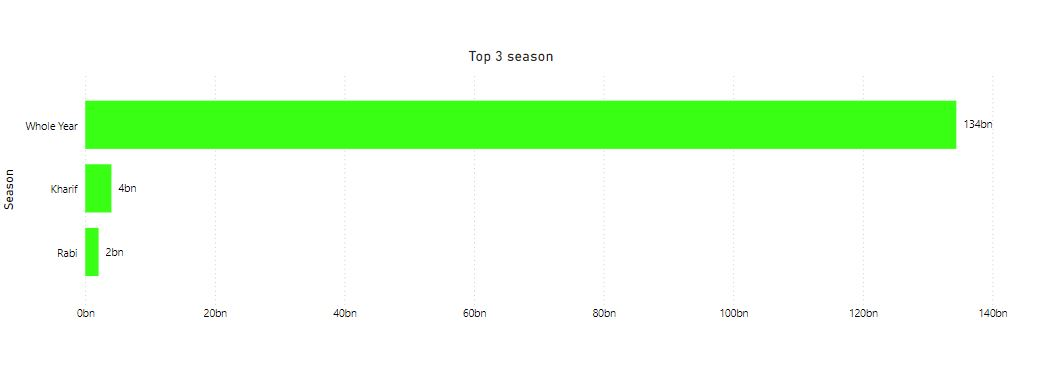 Top 3 season
Season
Whole Year 134bn
Kharif 4bn
Rabi 2bn
0bn 20bn 40bn 60bn 80bn 100bn 120bn 140bn